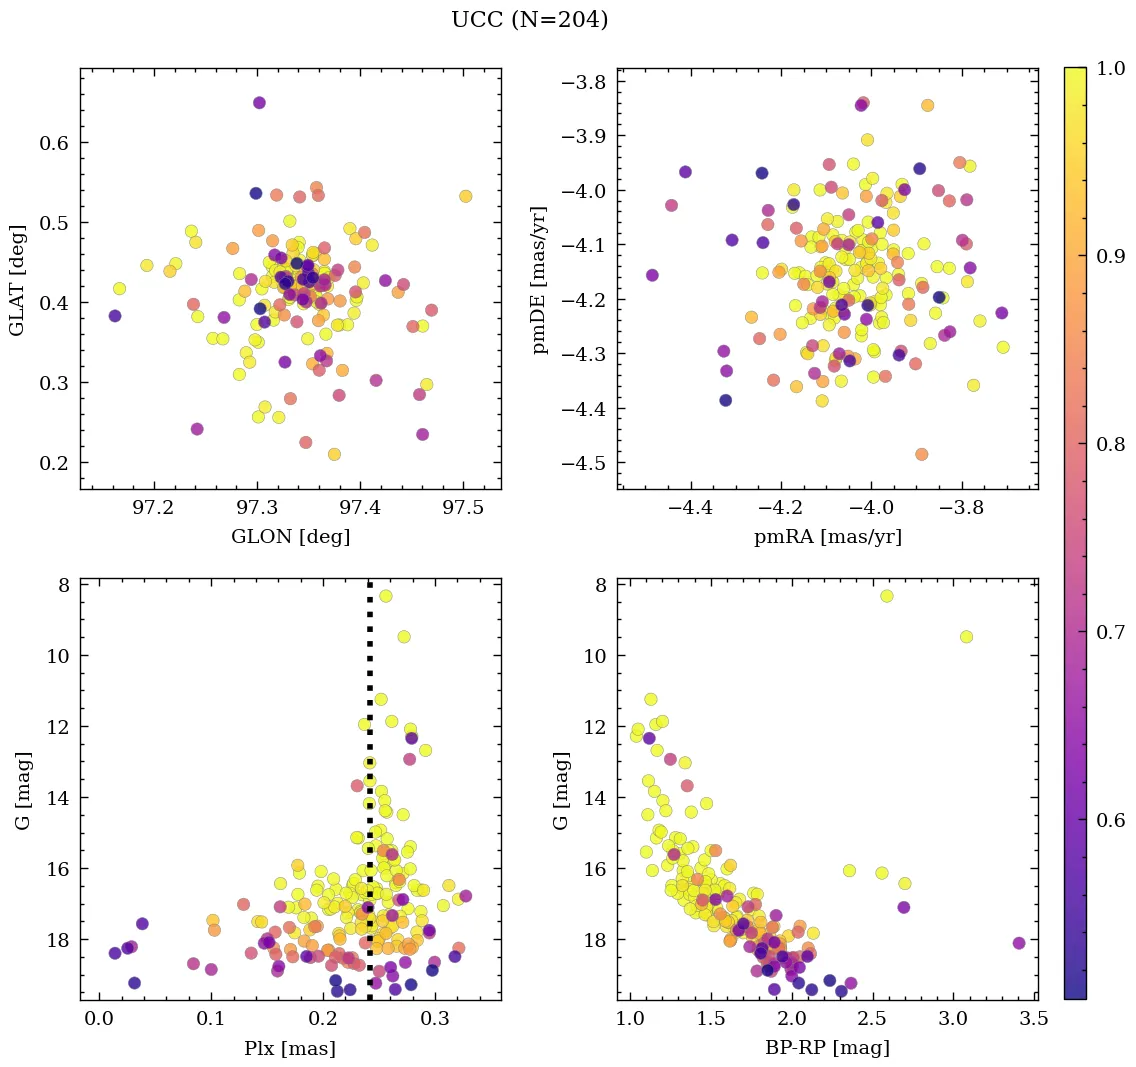 UCC (N=204)
0.6
0.5
0.4
0.3
0.2
GLAT [deg]
97.2 97.3 97.4 97.5
GLON [deg]
−3.8
−3.9
−4.0
−4.1
−4.2
−4.3
−4.4
−4.5
pmDE [mas/yr]
−4.4 −4.2 −4.0 −3.8
pmRA [mas/yr]
8
10
12
14
16
18
G [mag]
0.0 0.1 0.2 0.3
Plx [mas]
8
10
12
14
16
18
G [mag]
1.0 1.5 2.0 2.5 3.0 3.5
BP-RP [mag]
1.0
0.9
0.8
0.7
0.6